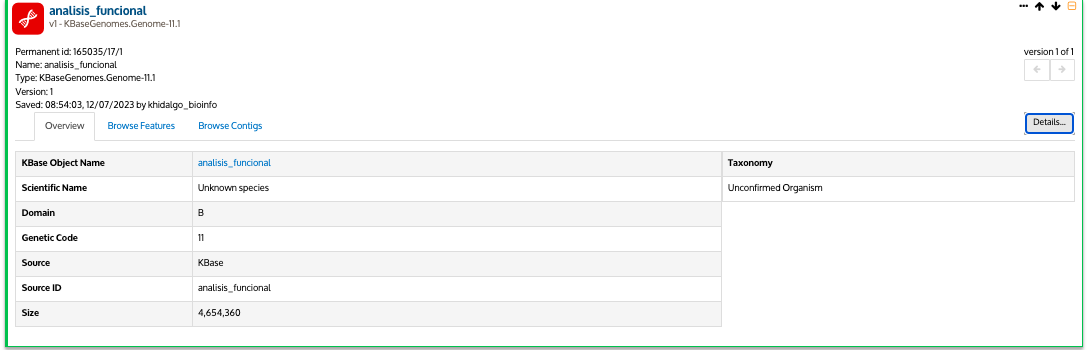 analisis_funcional
v1 - KBaseGenomes.Genome-11.1
Permanent id: 165035/17/1
Name: analisis_funcional
Type: KBaseGenomes.Genome-11.1
Version: 1
Saved: 08:54:03, 12/07/2023 by khidalgo_bioinfo
version 1 of 1
Overview Browse Features Browse Contigs
Details...
KBase Object Name analisis_funcional Taxonomy
Scientific Name Unknown species Unconfirmed Organism
Domain B
Genetic Code 11
Source KBase
Source ID analisis_funcional
Size 4,654,360